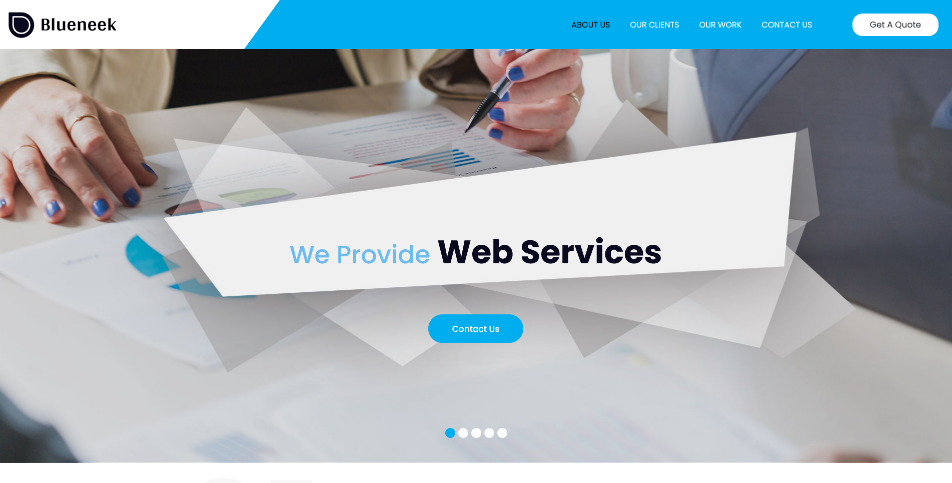 Blueneek
ABOUT US OUR CLIENTS OUR WORK CONTACT US Get A Quote
We Provide Web Services
Contact Us